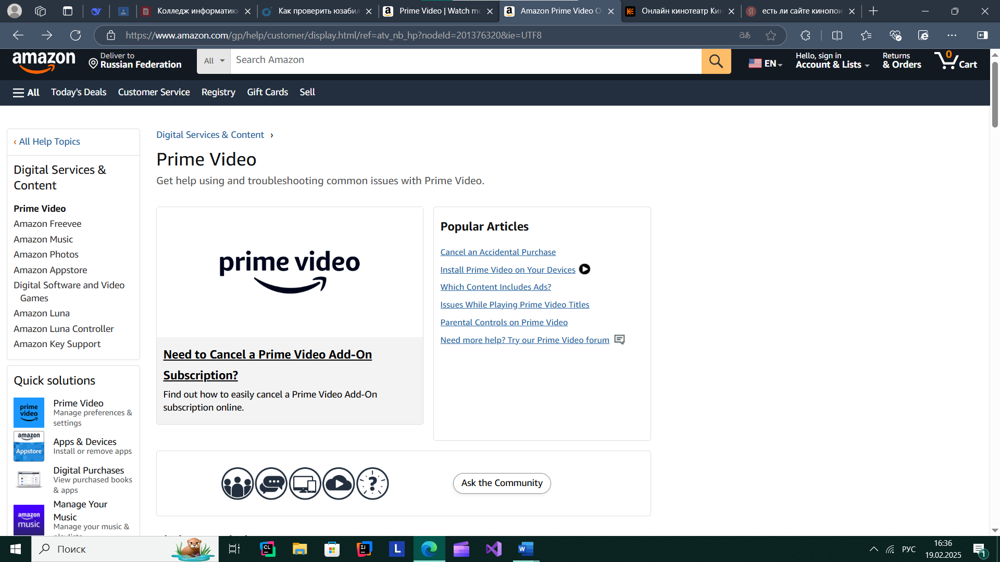 Колледж информатики
Как проверить юзабил
Prime Video | Watch mo
Amazon Prime Video O
Онлайн кинотеатр Кин
есть ли сайте кинопои
https://www.amazon.com/gp/help/customer/display.html/ref=atv_nb_hp?nodeId=201376320&ie=UTF8
amazon
Deliver to
Russian Federation
All
Search Amazon
EN
Hello, sign in
Account & Lists
Returns
& Orders
0
Cart
All
Today's Deals
Customer Service
Registry
Gift Cards
Sell
‹ All Help Topics
Digital Services &
Content
Prime Video
Amazon Freevee
Amazon Music
Amazon Photos
Amazon Appstore
Digital Software and Video
Games
Amazon Luna
Amazon Luna Controller
Amazon Key Support
Quick solutions
prime
video
Prime Video
Manage preferences &
settings
amazon
Appstore
Apps & Devices
Install or remove apps
Digital Purchases
View purchased books
& apps
amazon
music
Manage Your
Music
Manage your music &
playlists
Digital Services & Content ›
Prime Video
Get help using and troubleshooting common issues with Prime Video.
prime video
Need to Cancel a Prime Video Add-On
Subscription?
Find out how to easily cancel a Prime Video Add-On
subscription online.
Popular Articles
Cancel an Accidental Purchase
Install Prime Video on Your Devices
Which Content Includes Ads?
Issues While Playing Prime Video Titles
Parental Controls on Prime Video
Need more help? Try our Prime Video forum
Ask the Community
Поиск
РУС
16:36
19.02.2025
1